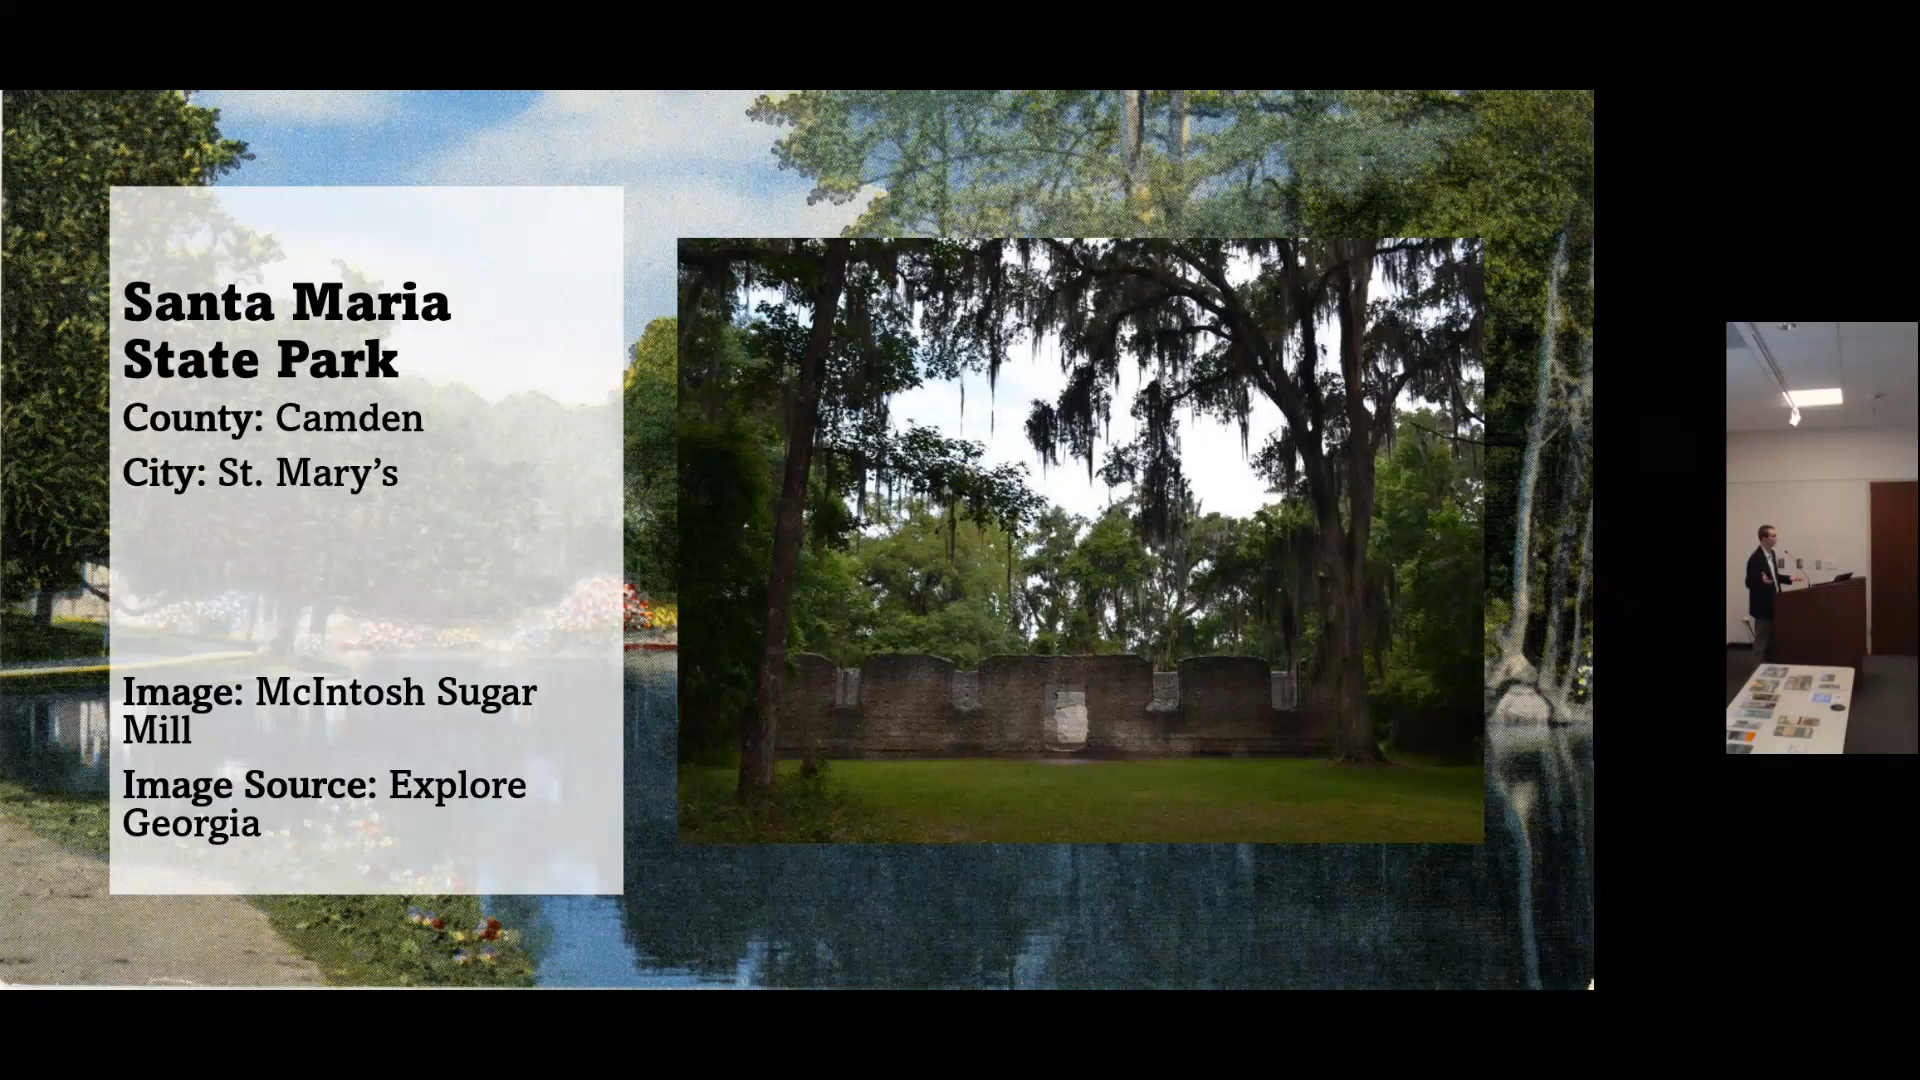 Santa Maria
State Park
County: Camden
City: St. Mary’s
Image: McIntosh Sugar
Mill
Image Source: Explore
Georgia